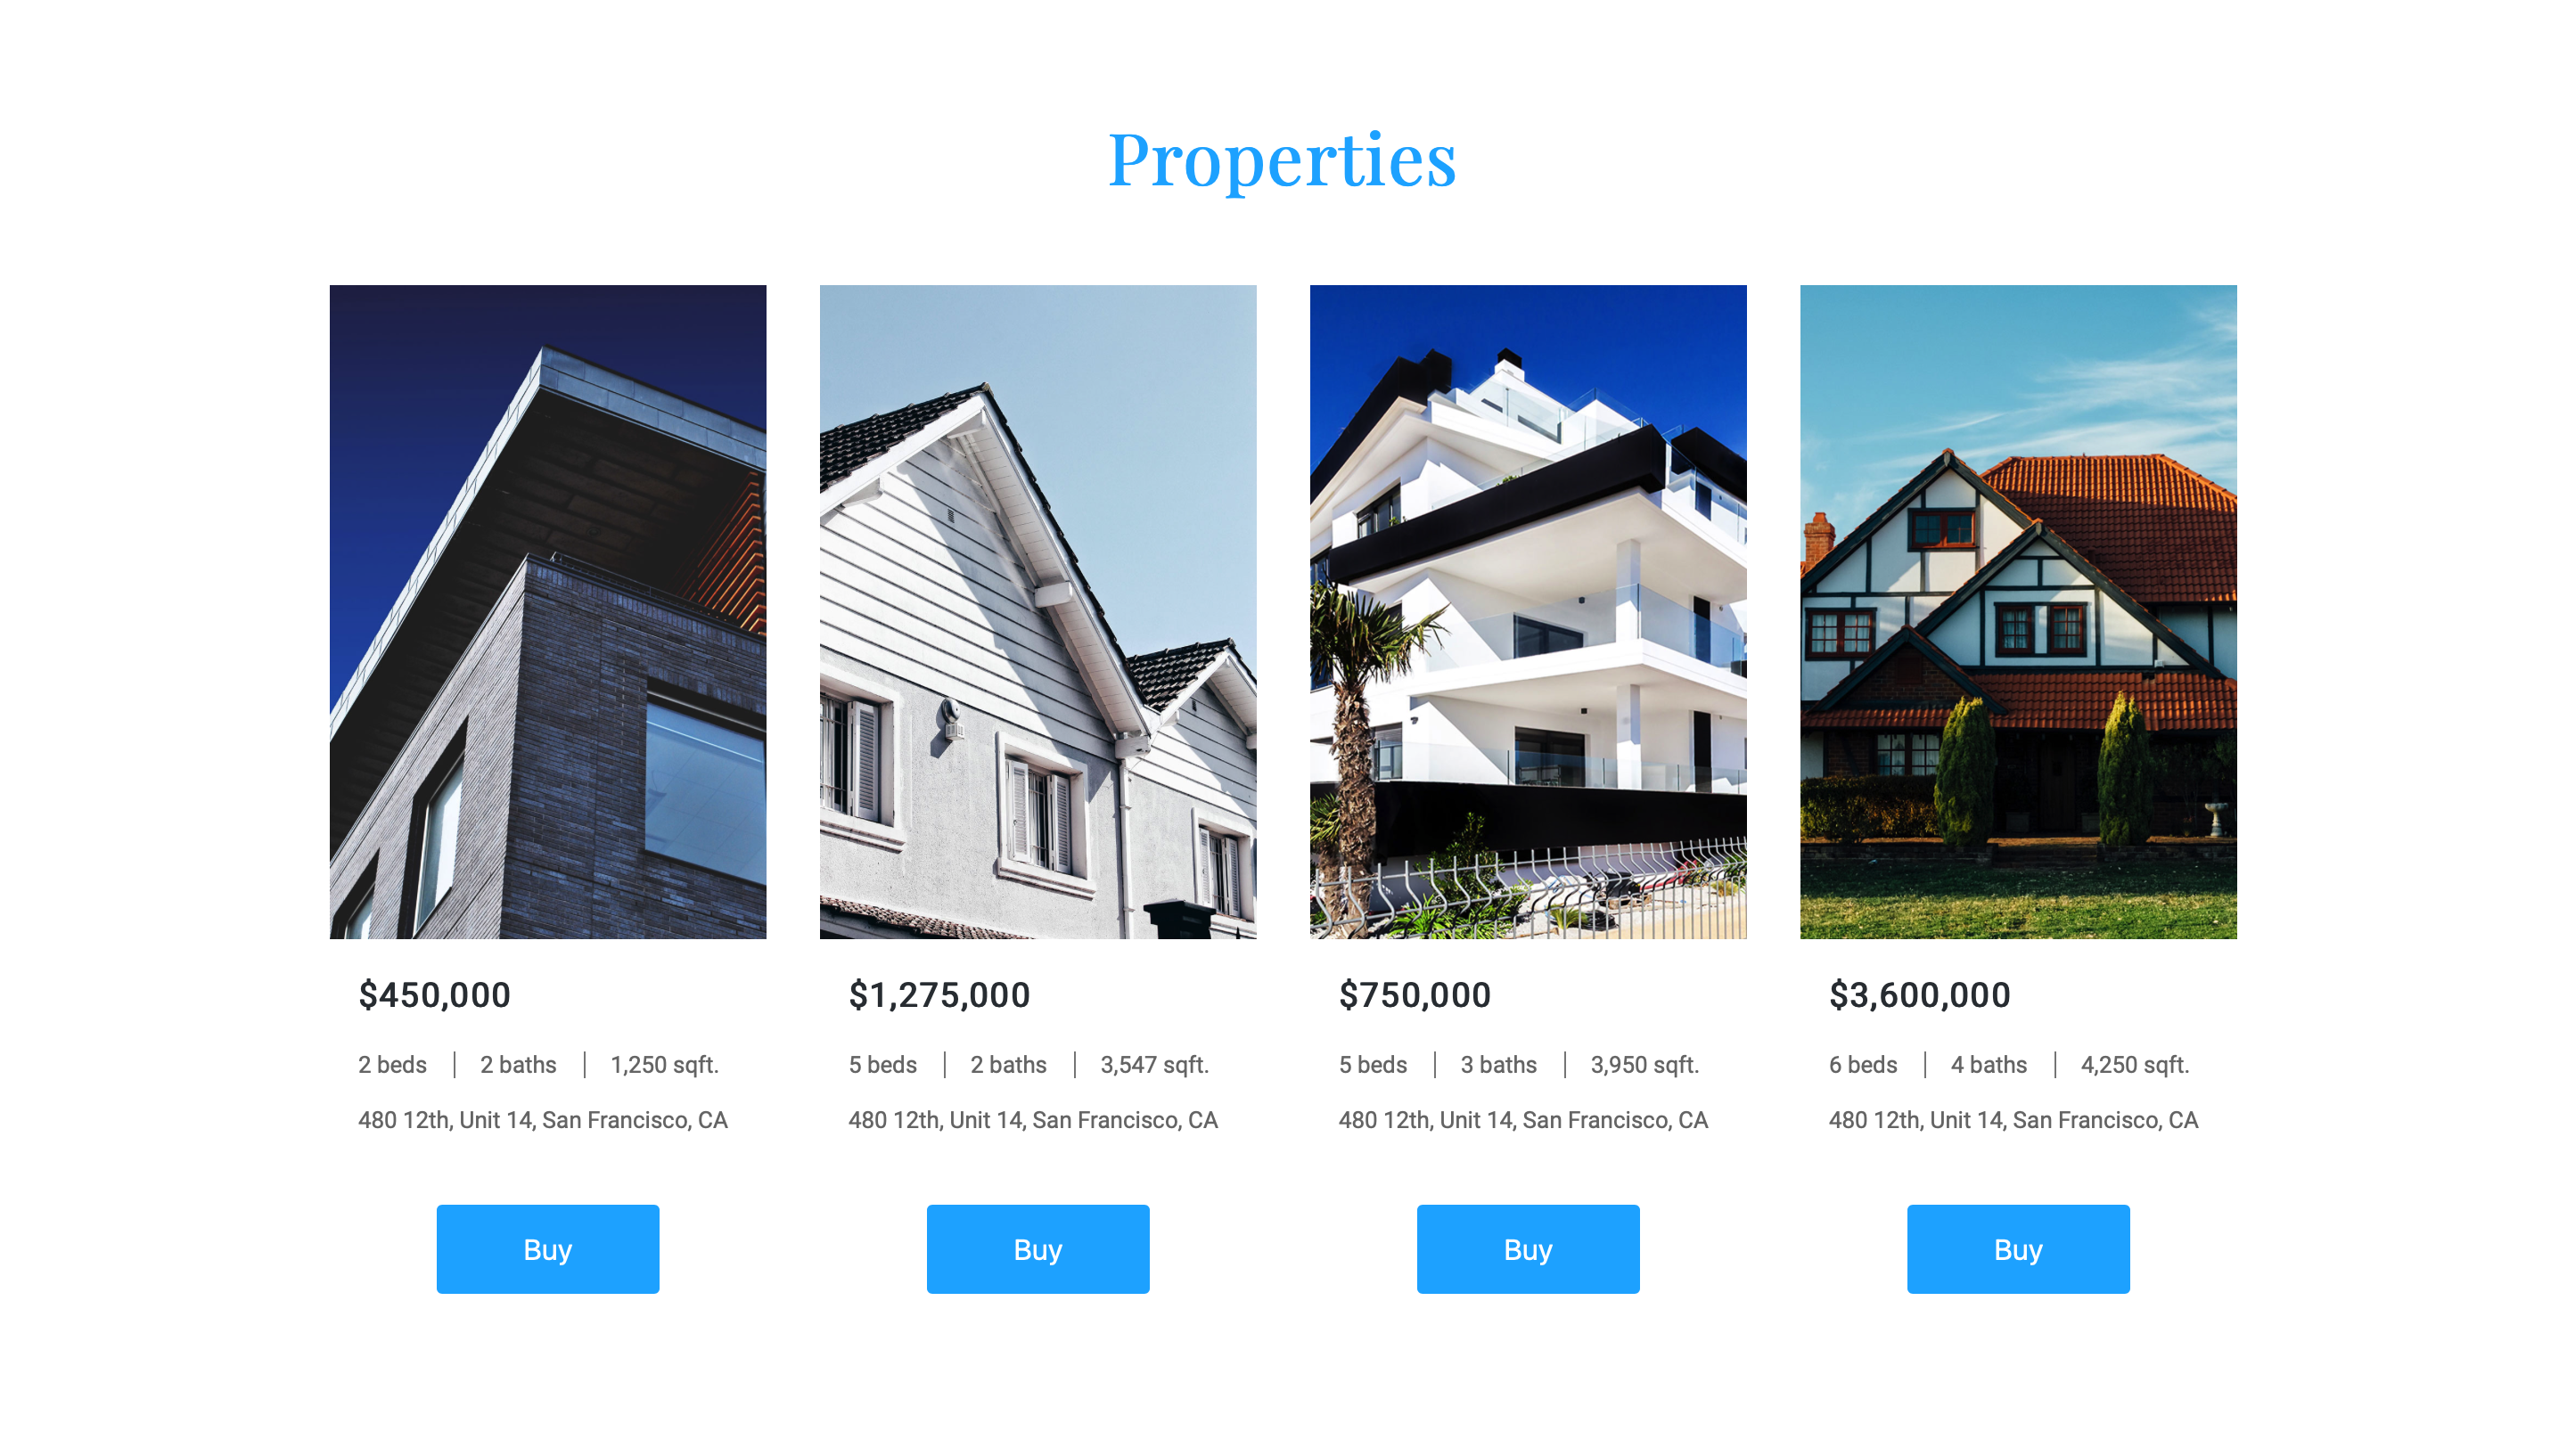 Properties
$450,000
2 beds | 2 baths | 1,250 sqft.
480 12th, Unit 14, San Francisco, CA
Buy
$1,275,000
5 beds | 2 baths | 3,547 sqft.
480 12th, Unit 14, San Francisco, CA
Buy
$750,000
5 beds | 3 baths | 3,950 sqft.
480 12th, Unit 14, San Francisco, CA
Buy
$3,600,000
6 beds | 4 baths | 4,250 sqft.
480 12th, Unit 14, San Francisco, CA
Buy